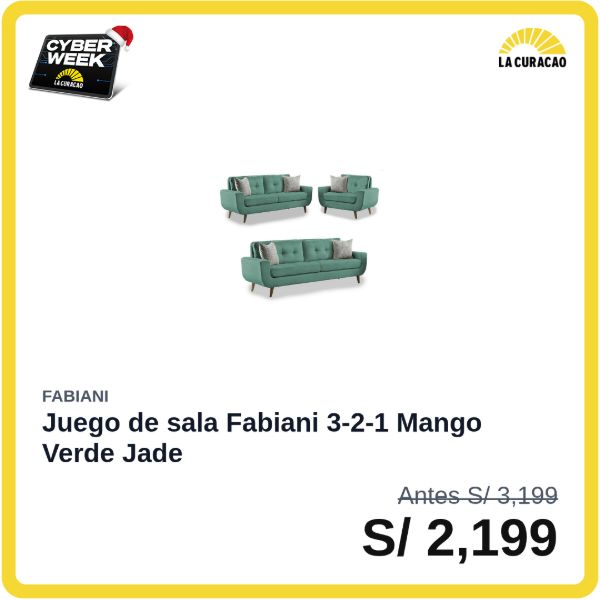 CYBER
WEEK
LA CURACAO
LA CURACAO
FABIANI
Juego de sala Fabiani 3-2-1 Mango
Verde Jade
Antes S/ 3,199
S/ 2,199